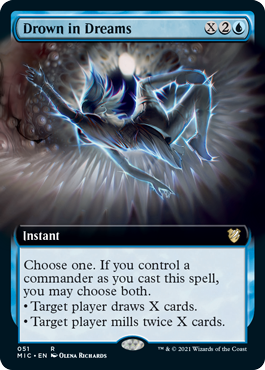 Drown in Dreams X 2
Instant
Choose one. If you control a
commander as you cast this spell,
you may choose both.
• Target player draws X cards.
• Target player mills twice X cards.
051 R
MIC • EN Olena Richards ™ & © 2021 Wizards of the Coast